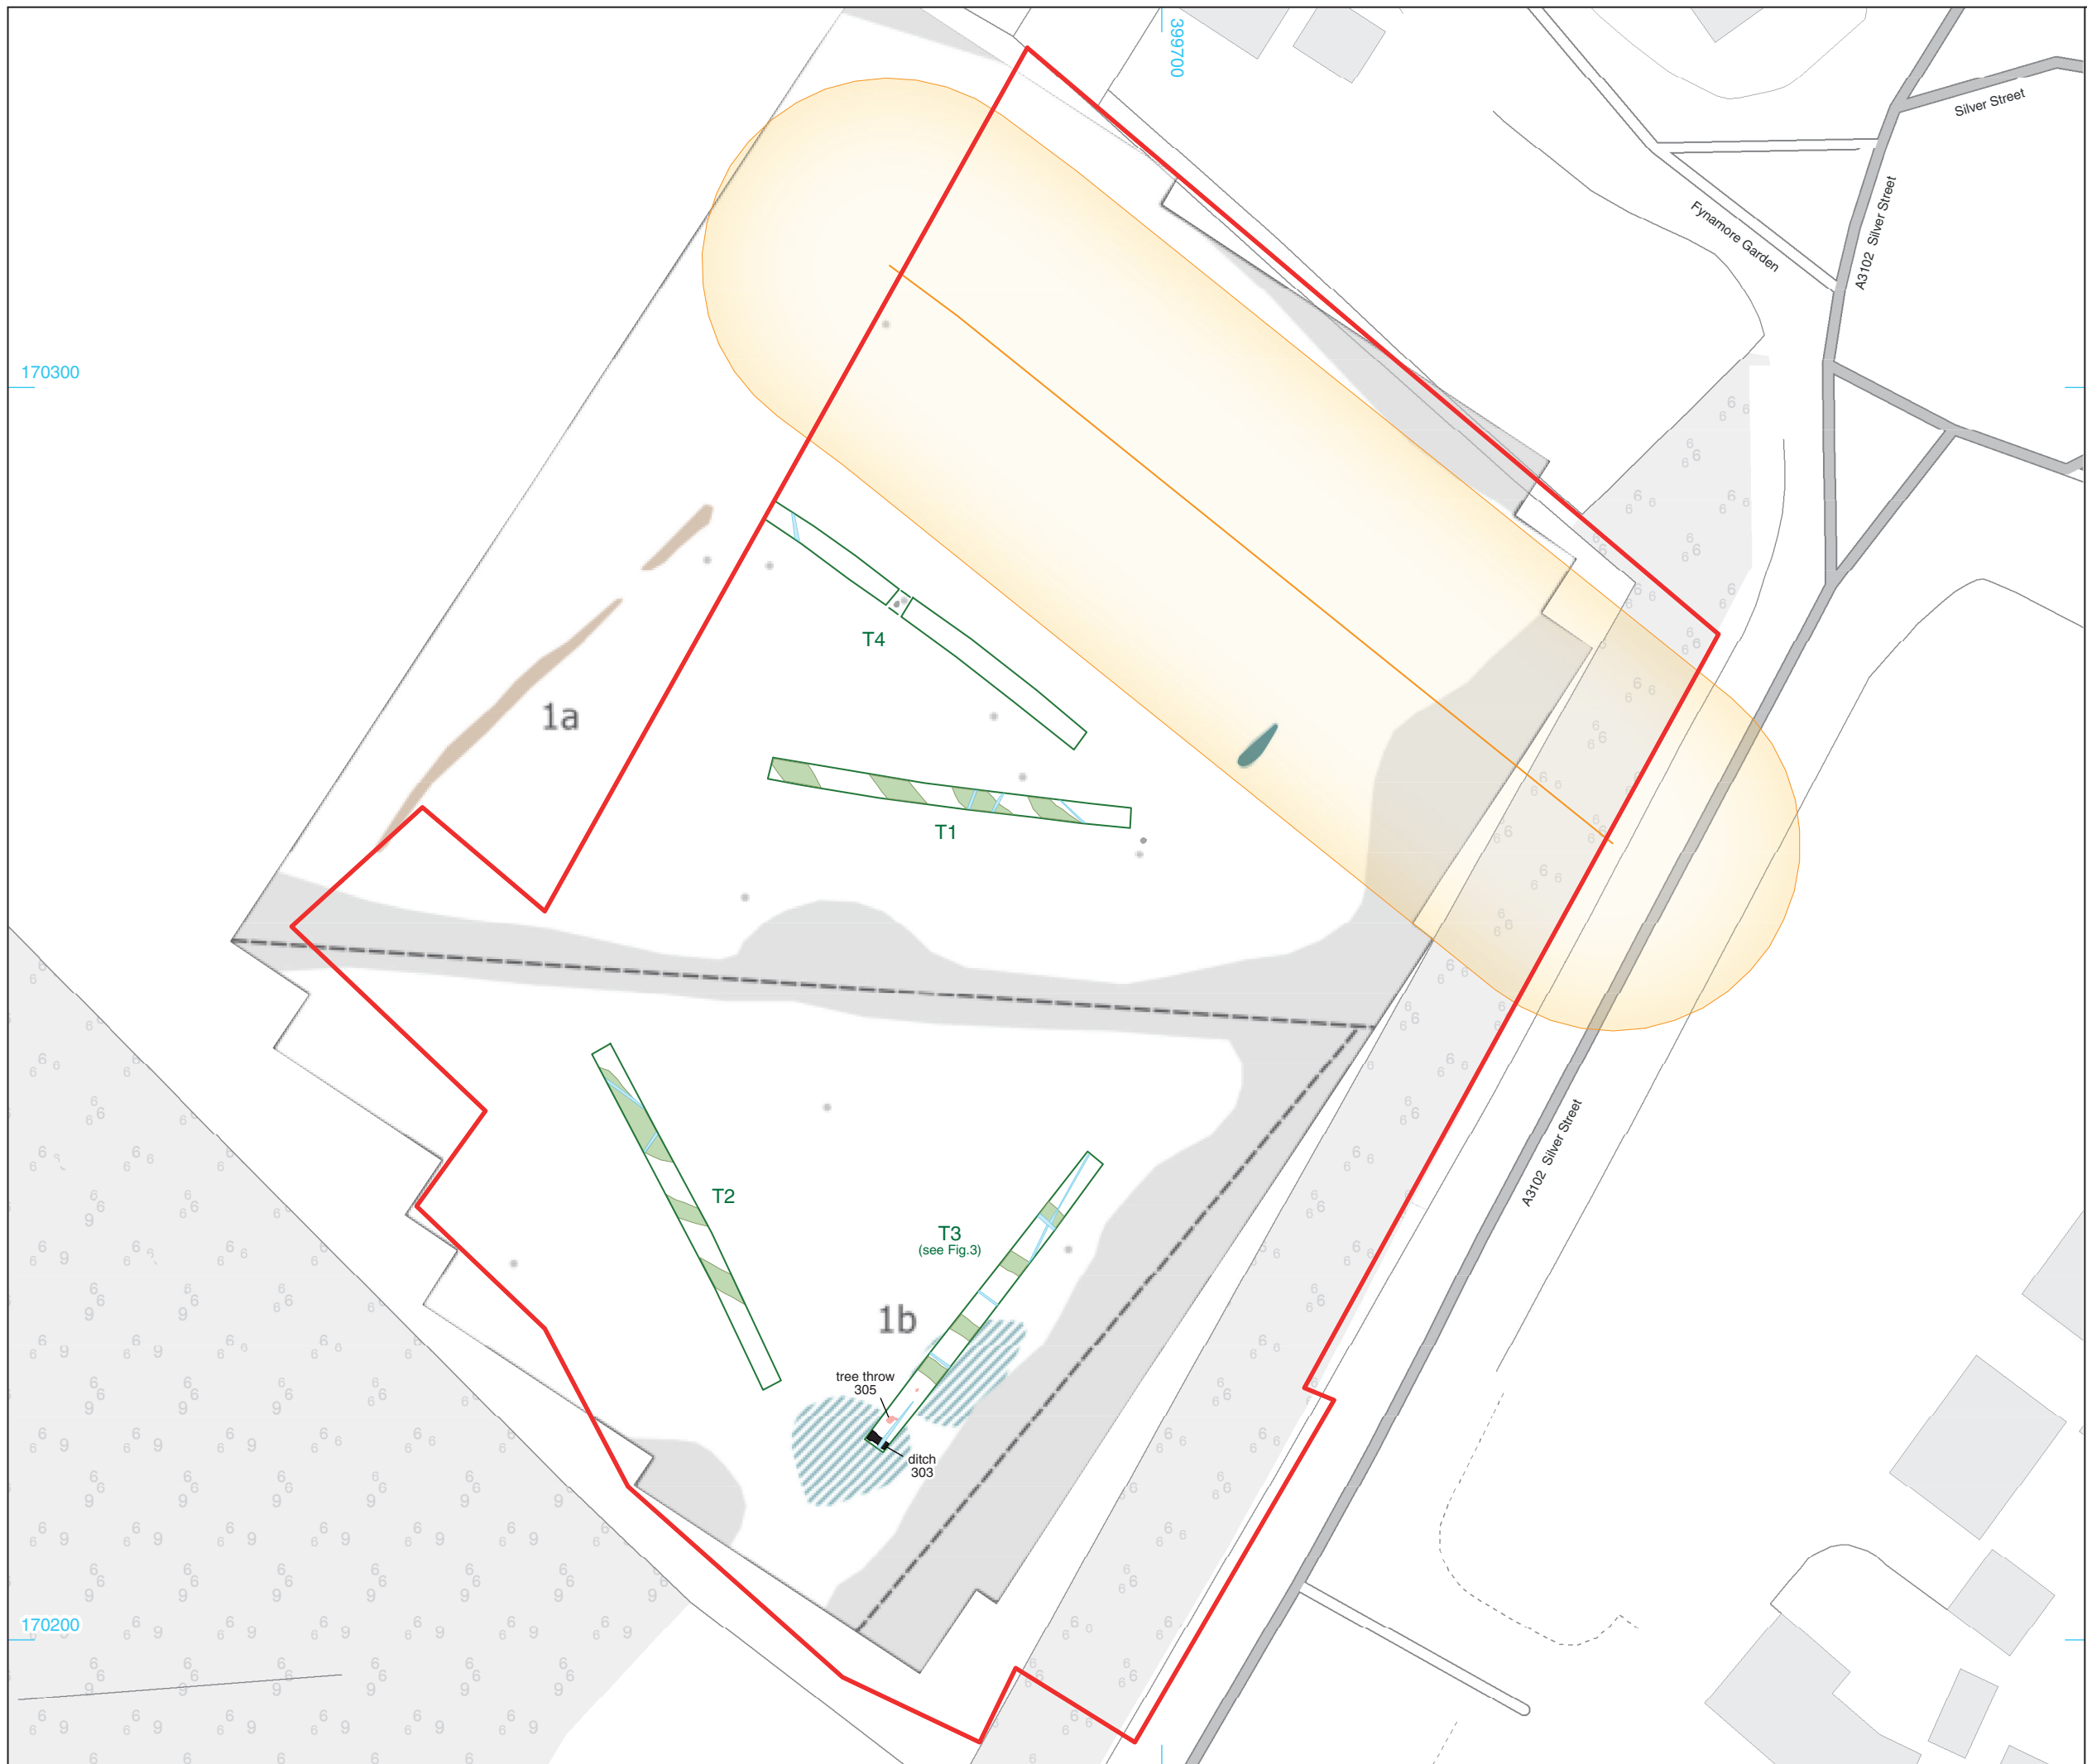 399700
Silver Street
A3102 Silver Street
Fynamore Garden
170300
T4
1a
T1
T2
T3
(see Fig.3)
1b
tree throw
305
ditch
303
A3102 Silver Street
170200